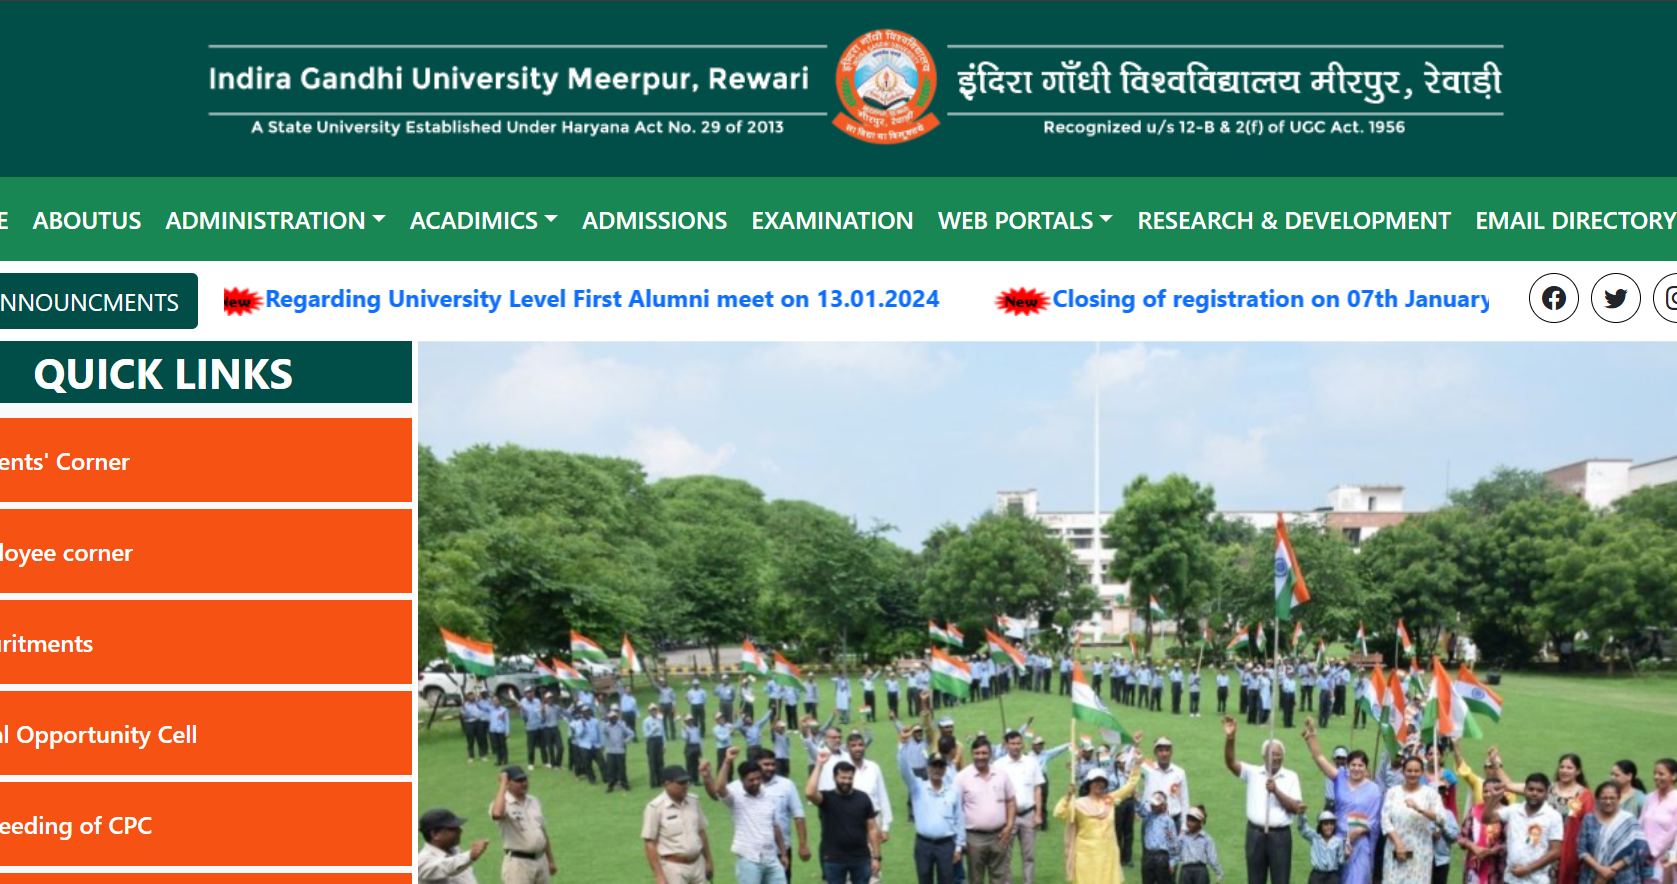 Indira Gandhi University Meerpur, Rewari
A State University Established Under Haryana Act No. 29 of 2013
इंदिरा गाँधी विश्वविद्यालय मीरपुर, रेवाड़ी
Recognized u/s 12-B & 2(f) of UGC Act. 1956
E ABOUTUS ADMINISTRATION ACADIMICS ADMISSIONS EXAMINATION WEB PORTALS RESEARCH & DEVELOPMENT EMAIL DIRECTORY
NNOUNCMENTS New Regarding University Level First Alumni meet on 13.01.2024 New Closing of registration on 07th January
QUICK LINKS
ents' Corner
loyee corner
uritments
al Opportunity Cell
eeding of CPC